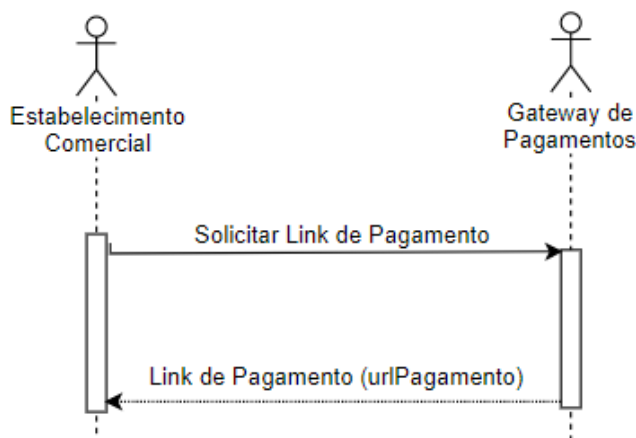 Estabelecimento
Comercial
Gateway de
Pagamentos
Solicitar Link de Pagamento
Link de Pagamento (urlPagamento)